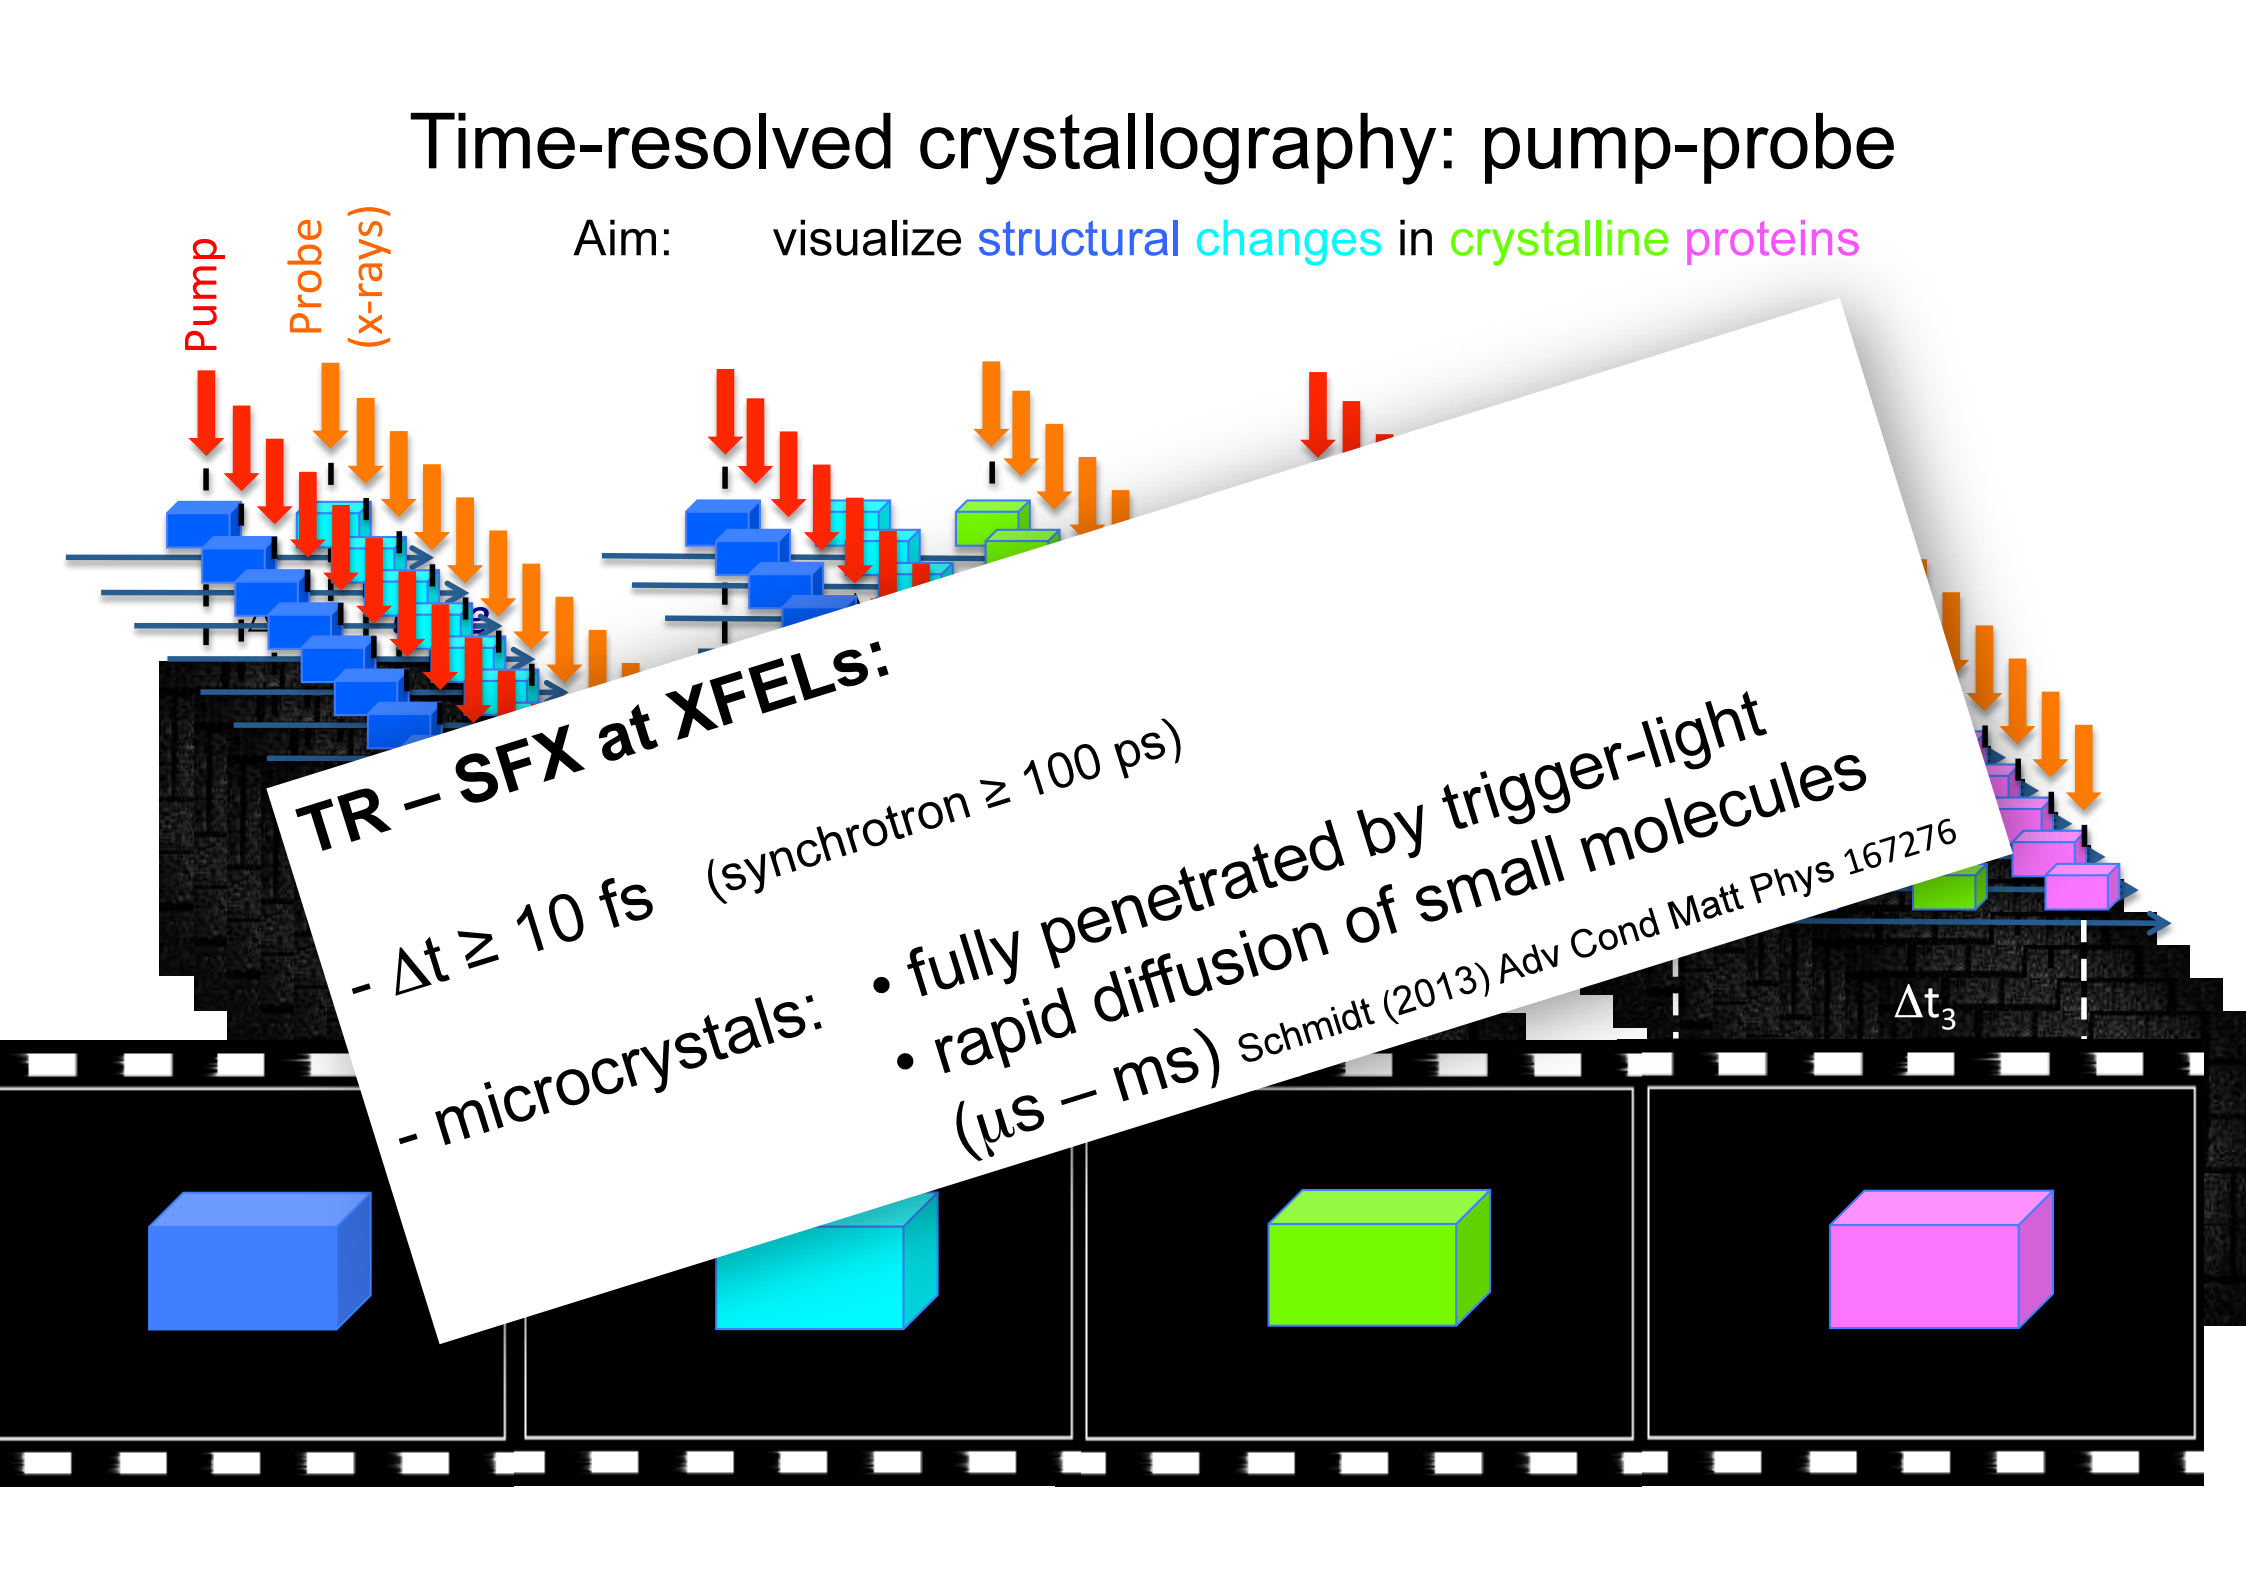 Time-resolved crystallography: pump-probe
Aim: visualize structural changes in crystalline proteins
Pump
Probe
(x-rays)
TR – SFX at XFELs:
- Δt ≥ 10 fs (synchrotron ≥ 100 ps)
- microcrystals: • fully penetrated by trigger-light
• rapid diffusion of small molecules
(μs – ms) Schmidt (2013) Adv Cond Matt Phys 167276
Δt₃